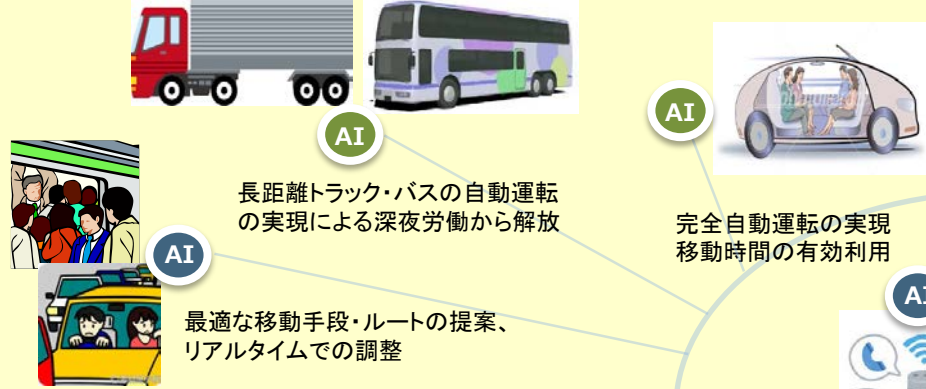 AI
AI
長距離トラック・バスの自動運転
の実現による深夜労働から解放
完全自動運転の実現
移動時間の有効利用
AI
AI
最適な移動手段・ルートの提案、
リアルタイムでの調整